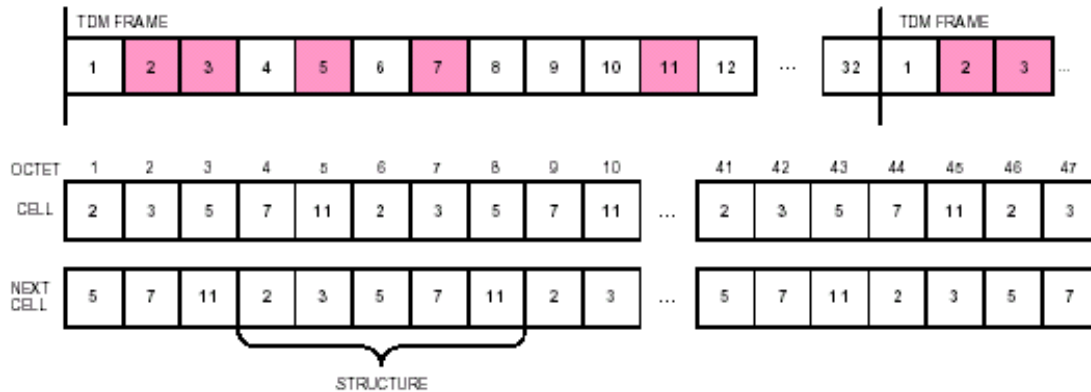 TDM FRAME TDM FRAME
1 2 3 4 5 6 7 8 9 10 11 12 ... 32 1 2 3 ...
OCTET 1 2 3 4 5 6 7 8 9 10 41 42 43 44 45 46 47
CELL 2 3 5 7 11 2 3 5 7 11 ... 2 3 5 7 11 2 3
NEXT
CELL 5 7 11 2 3 5 7 11 2 3 ... 5 7 11 2 3 5 7
STRUCTURE